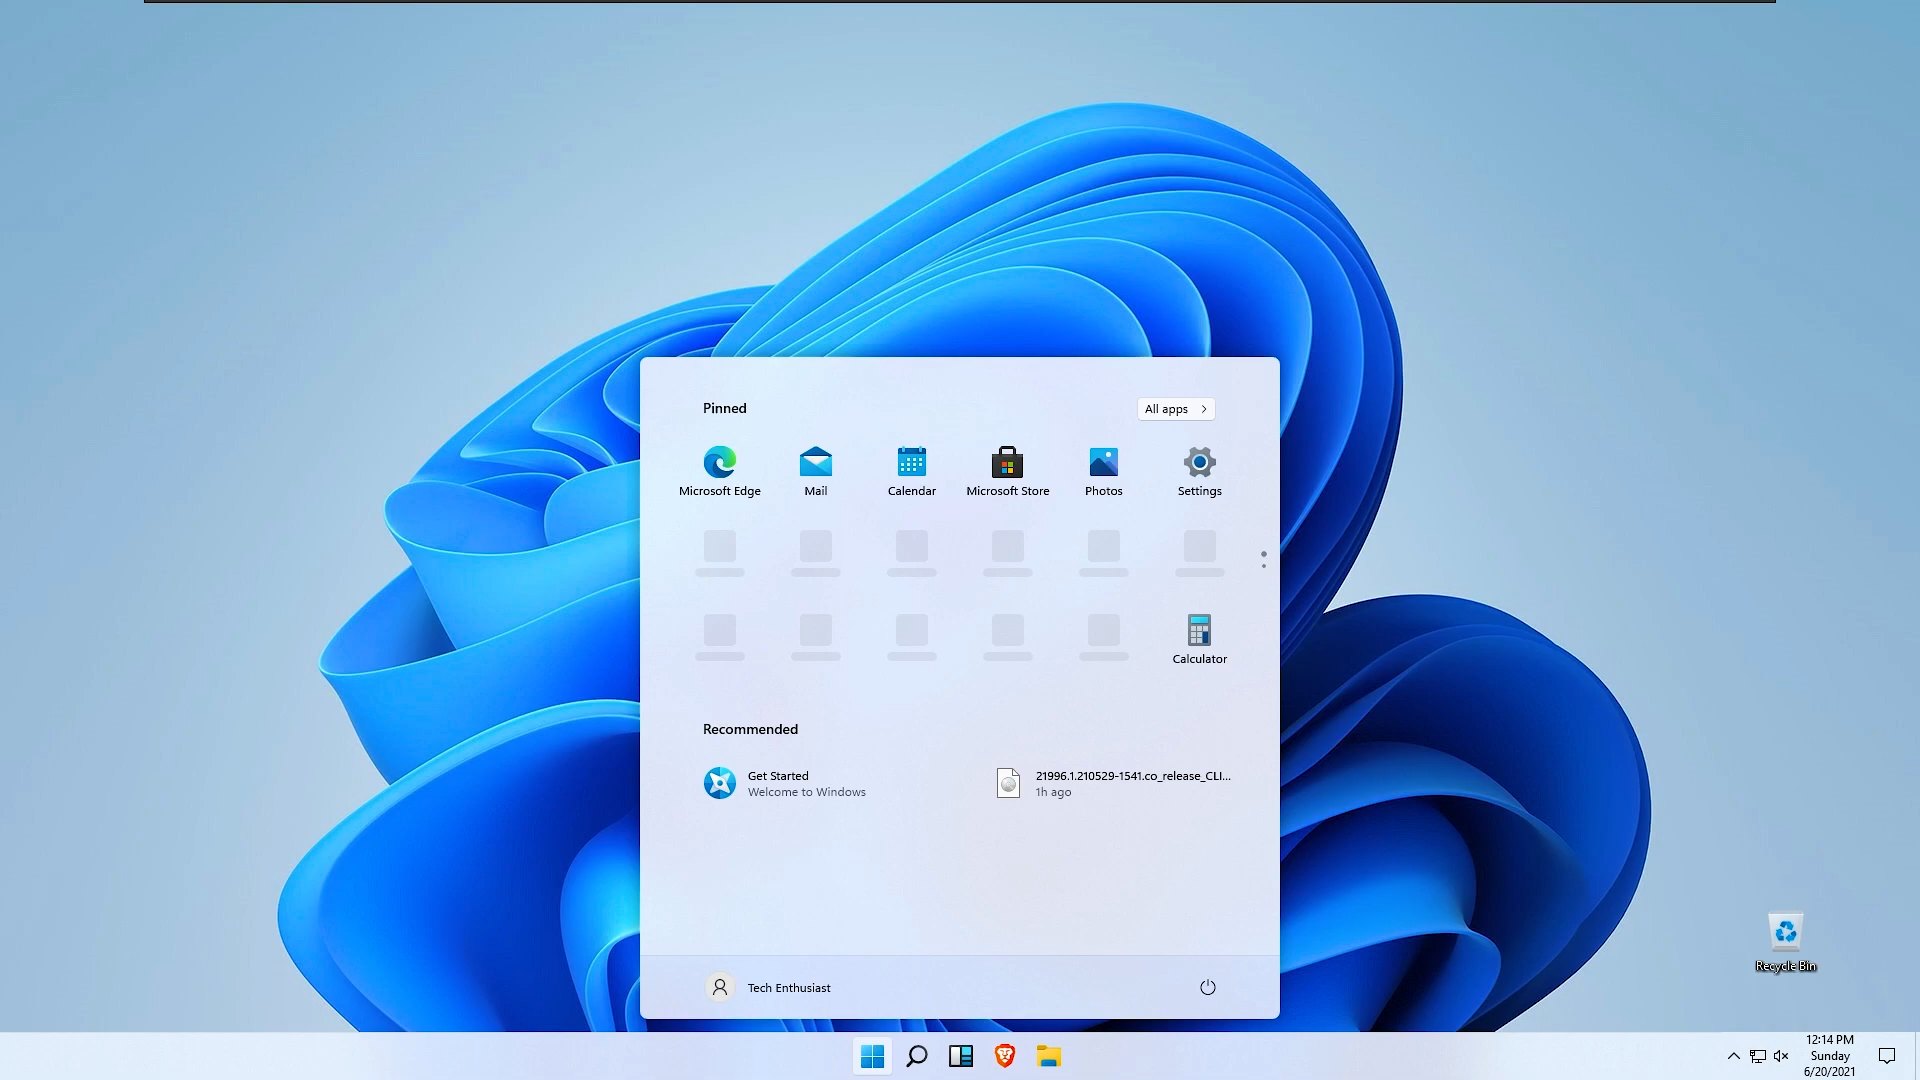 Pinned
All apps
Microsoft Edge
Mail
Calendar
Microsoft Store
Photos
Settings
Calculator
Recommended
Get Started
Welcome to Windows
21996.1.210529-1541.co_release_CLI...
1h ago
Tech Enthusiast
Recycle Bin
12:14 PM
Sunday
6/20/2021